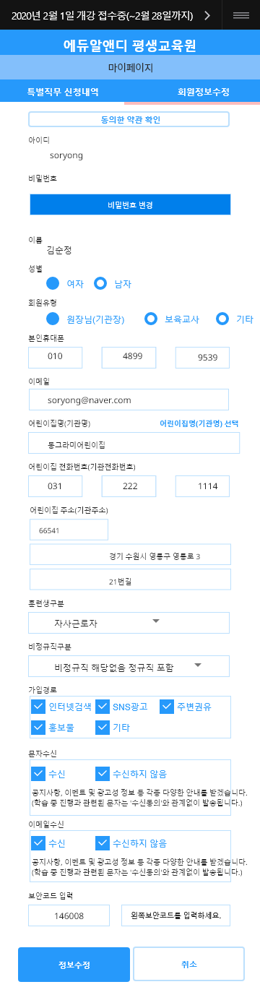 2020년 2월 1일 개강 접수중(~2월 28일까지)
에듀알앤디 평생교육원
마이페이지
특별직무 신청내역 회원정보수정
동의한 약관 확인
아이디
soryong
비밀번호
비밀번호 변경
이름
김순정
성별
여자 남자
회원유형
원장님(기관장) 보육교사 기타
본인휴대폰
010 4899 9539
이메일
soryong@naver.com
어린이집명(기관명) 어린이집명(기관명) 선택
동그라미어린이집
어린이집 전화번호(기관전화번호)
031 222 1114
어린이집 주소(기관주소)
66541
경기 수원시 영통구 영통로 3
21번길
훈련생구분
자사근로자
비정규직구분
비정규직 해당없음 정규직 포함
가입경로
인터넷검색 SNS광고 주변권유
홍보물 기타
문자수신
수신 수신하지 않음
공지사항, 이벤트 및 광고성 정보 등 각종 다양한 안내를 받겠습니다.
(학습 중 진행과 관련된 문자는 '수신동의'와 관계없이 발송됩니다.)
이메일수신
수신 수신하지 않음
공지사항, 이벤트 및 광고성 정보 등 각종 다양한 안내를 받겠습니다.
(학습 중 진행과 관련된 문자는 '수신동의'와 관계없이 발송됩니다.)
보안코드 입력
146008 왼쪽보안코드를 입력하세요.
정보수정 취소